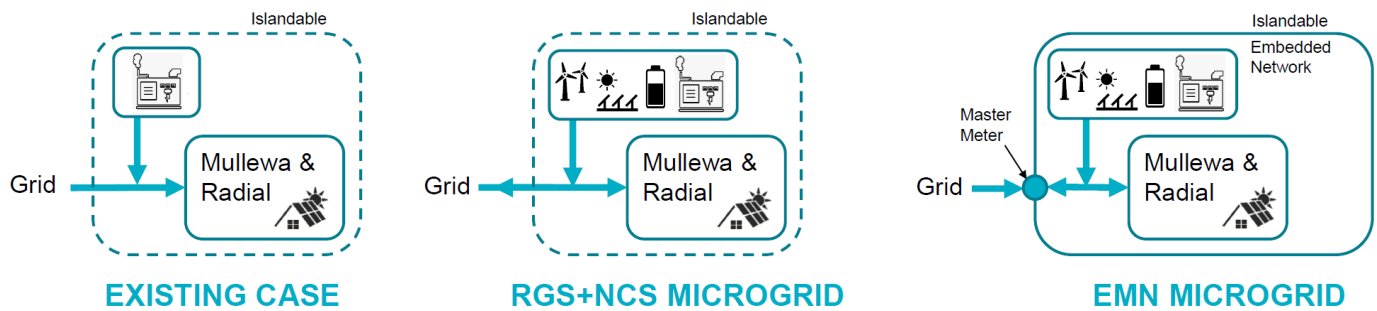 Islandable
Grid
Mullewa &
Radial
EXISTING CASE
Islandable
Grid
Mullewa &
Radial
RGS+NCS MICROGRID
Islandable
Embedded
Network
Master
Meter
Grid
Mullewa &
Radial
EMN MICROGRID